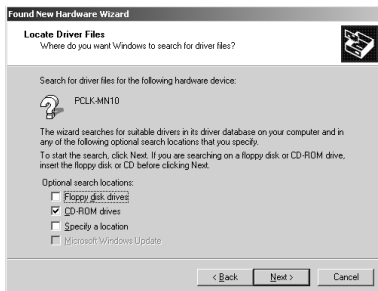 Found New Hardware Wizard
Locate Driver Files
Where do you want Windows to search for driver files?
Search for driver files for the following hardware device:
PCLK-MN10
The wizard searches for suitable drivers in its driver database on your computer and in
any of the following optional search locations that you specify.
To start the search, click Next. If you are searching on a floppy disk or CD-ROM drive,
insert the floppy disk or CD before clicking Next.
Optional search locations:
Floppy disk drives
CD-ROM drives
Specify a location
Microsoft Windows Update
< Back
Next >
Cancel